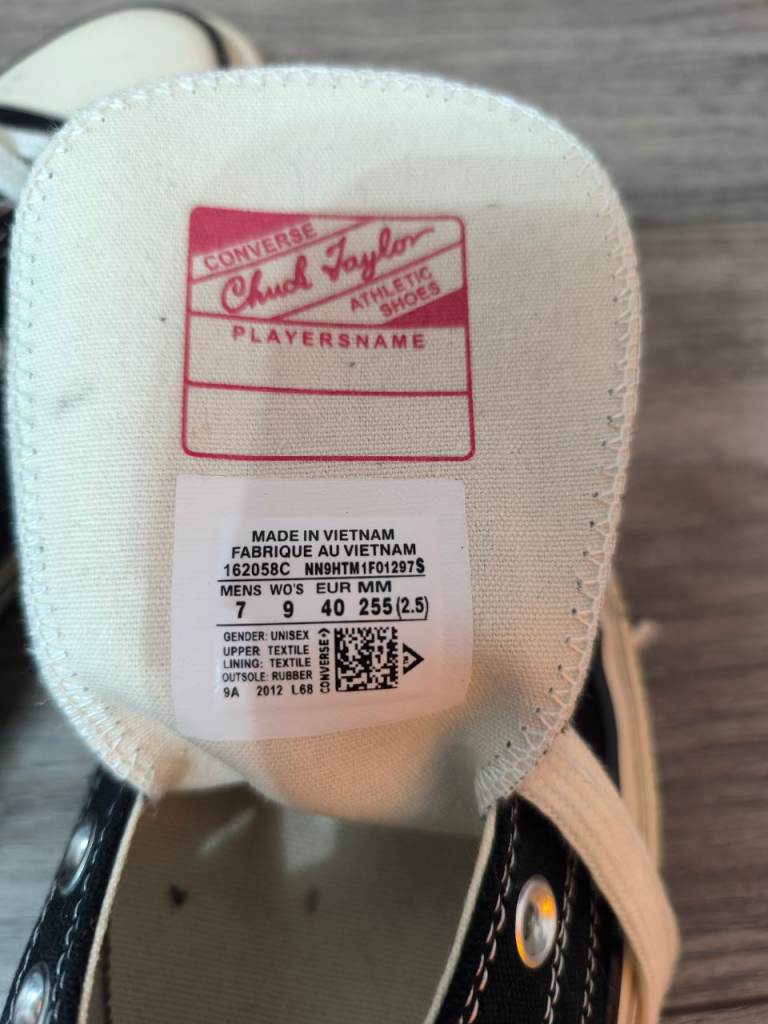 CONVERSE
Chuck Taylor
ATHLETIC
SHOES
PLAYERSNAME
MADE IN VIETNAM
FABRIQUE AU VIETNAM
162058C NN9HTM1F01297S
MENS WO'S EUR MM
7 9 40 255 (2.5)
GENDER: UNISEX
UPPER TEXTILE
LINING: TEXTILE
OUTSOLE: RUBBER
9A 2012 L68
CONVERSE